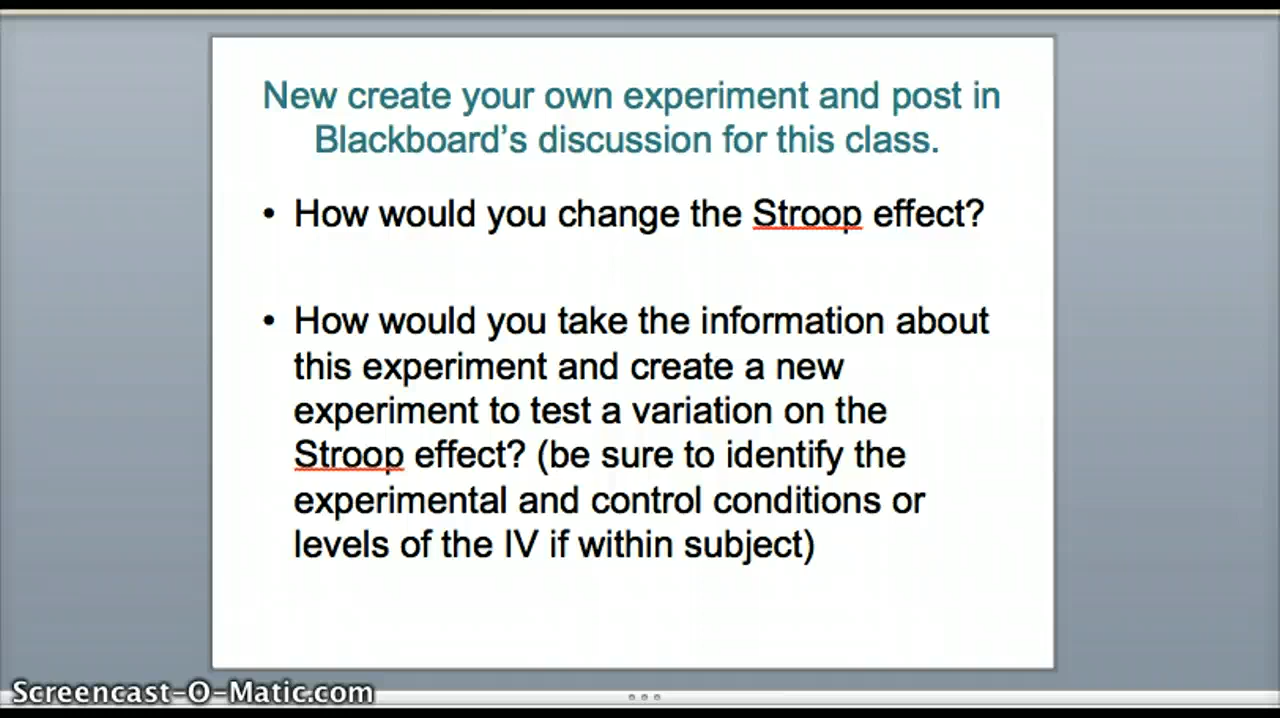 New create your own experiment and post in
Blackboard’s discussion for this class.
• How would you change the Stroop effect?
• How would you take the information about
this experiment and create a new
experiment to test a variation on the
Stroop effect? (be sure to identify the
experimental and control conditions or
levels of the IV if within subject)
Screencast-O-Matic.com